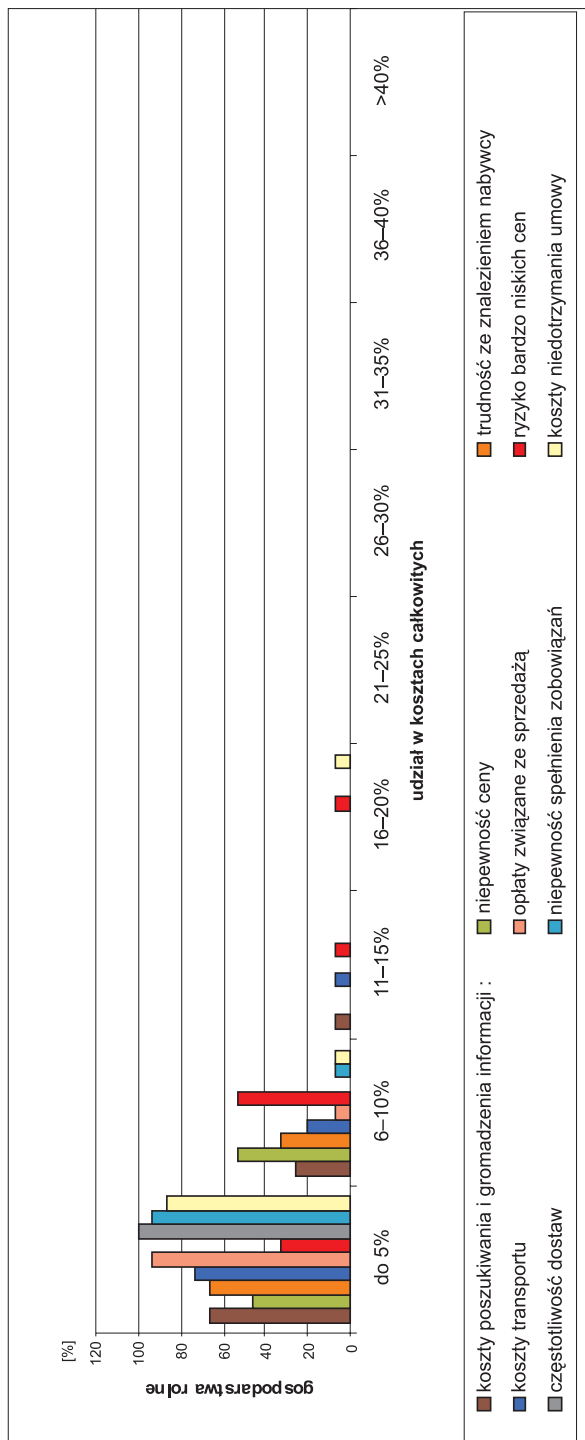 [%]
120
100
80
60
40
20
0
gospodarstwa rolne
do 5%
6–10%
11–15%
16–20%
21–25%
26–30%
31–35%
36–40%
>40%
udział w kosztach całkowitych
koszty poszukiwania i gromadzenia informacji :
niepewność ceny
trudność ze znalezieniem nabywcy
koszty transportu
opłaty związane ze sprzedażą
ryzyko bardzo niskich cen
częstotliwość dostaw
niepewność spełnienia zobowiązań
koszty niedotrzymania umowy